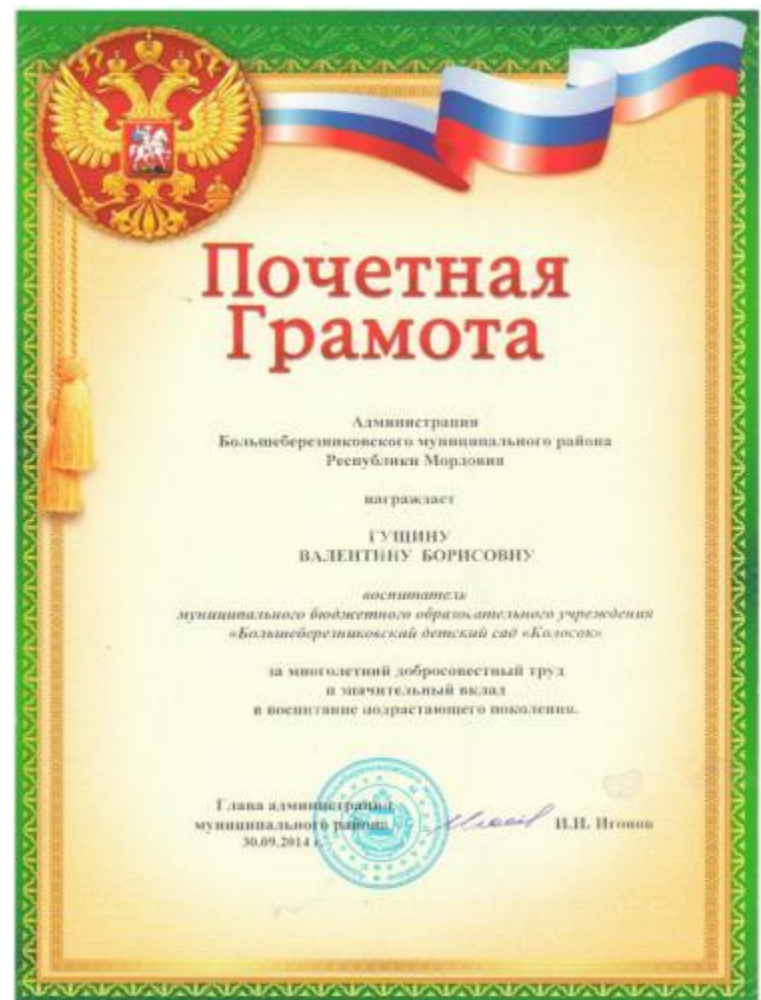 Почетная
Грамота
Администрация
Большеберезниковского муниципального района
Республики Мордовия
награждает
ГУЩИНУ
ВАЛЕНТИНУ БОРИСОВНУ
воспитатель
муниципального бюджетного образовательного учреждения
«Большеберезниковский детский сад «Колосок»
за многолетний добросовестный труд
и значительный вклад
в воспитание подрастающего поколения.
Глава администрации
муниципального района
30.09.2014 г.
И.И. Игонов